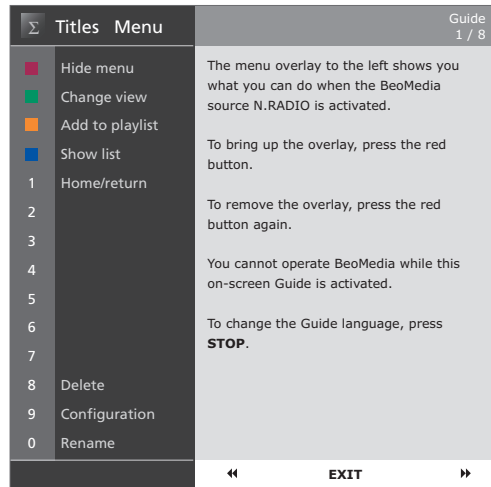 Σ Titles Menu
Hide menu
Change view
Add to playlist
Show list
1 Home/return
2
3
4
5
6
7
8 Delete
9 Configuration
0 Rename
Guide
1 / 8
The menu overlay to the left shows you
what you can do when the BeoMedia
source N.RADIO is activated.
To bring up the overlay, press the red
button.
To remove the overlay, press the red
button again.
You cannot operate BeoMedia while this
on-screen Guide is activated.
To change the Guide language, press
STOP.
EXIT